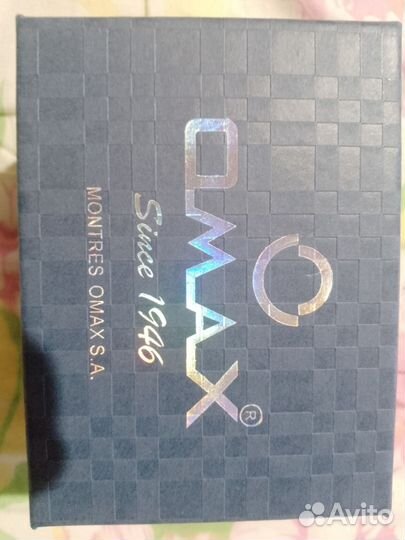 OMAX®
Since 1946
MONTRES OMAX S.A.
Avito